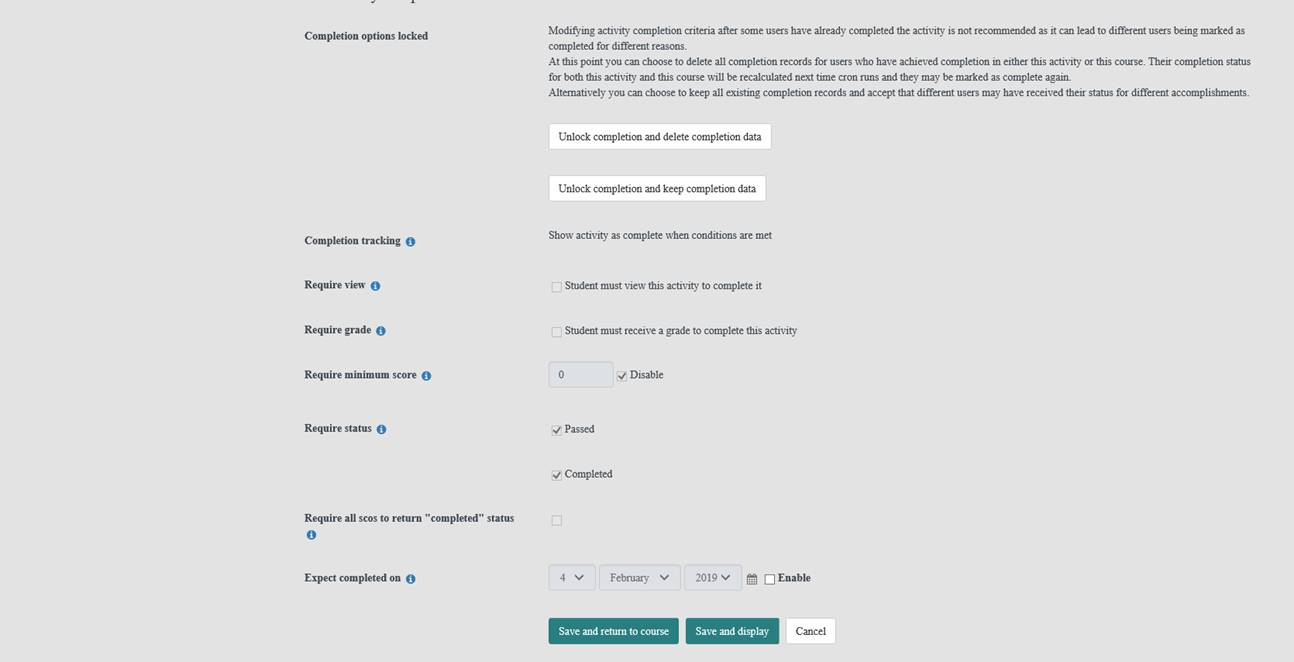 Completion options locked
Modifying activity completion criteria after some users have already completed the activity is not recommended as it can lead to different users being marked as
completed for different reasons.
At this point you can choose to delete all completion records for users who have achieved completion in either this activity or this course. Their completion status
for both this activity and this course will be recalculated next time cron runs and they may be marked as complete again.
Alternatively you can choose to keep all existing completion records and accept that different users may have received their status for different accomplishments.
Unlock completion and delete completion data
Unlock completion and keep completion data
Completion tracking
Show activity as complete when conditions are met
Require view
Student must view this activity to complete it
Require grade
Student must receive a grade to complete this activity
Require minimum score
0 Disable
Require status
Passed
Completed
Require all scos to return "completed" status
Expect completed on
4 February 2019 Enable
Save and return to course Save and display Cancel